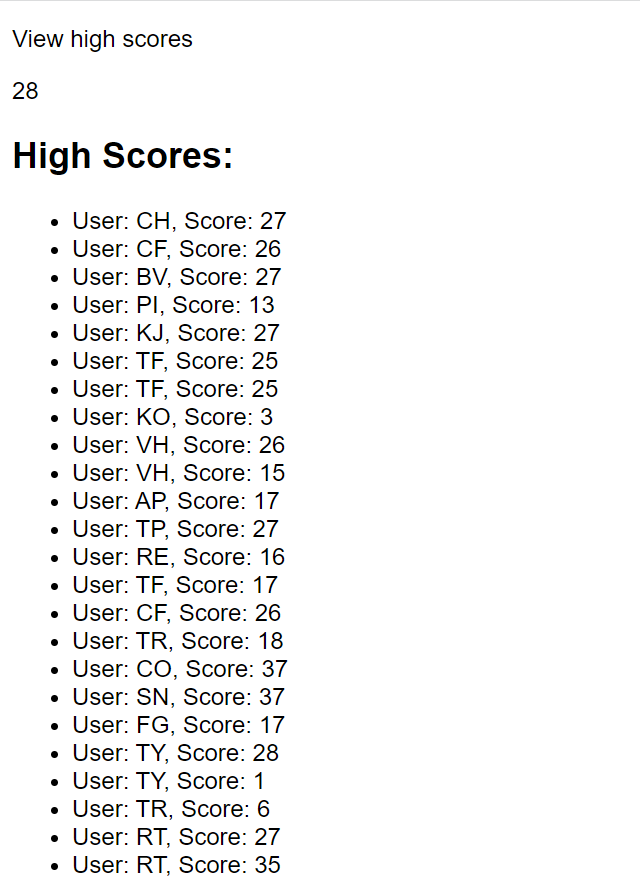 View high scores
28
High Scores:
User: CH, Score: 27
User: CF, Score: 26
User: BV, Score: 27
User: PI, Score: 13
User: KJ, Score: 27
User: TF, Score: 25
User: TF, Score: 25
User: KO, Score: 3
User: VH, Score: 26
User: VH, Score: 15
User: AP, Score: 17
User: TP, Score: 27
User: RE, Score: 16
User: TF, Score: 17
User: CF, Score: 26
User: TR, Score: 18
User: CO, Score: 37
User: SN, Score: 37
User: FG, Score: 17
User: TY, Score: 28
User: TY, Score: 1
User: TR, Score: 6
User: RT, Score: 27
User: RT, Score: 35